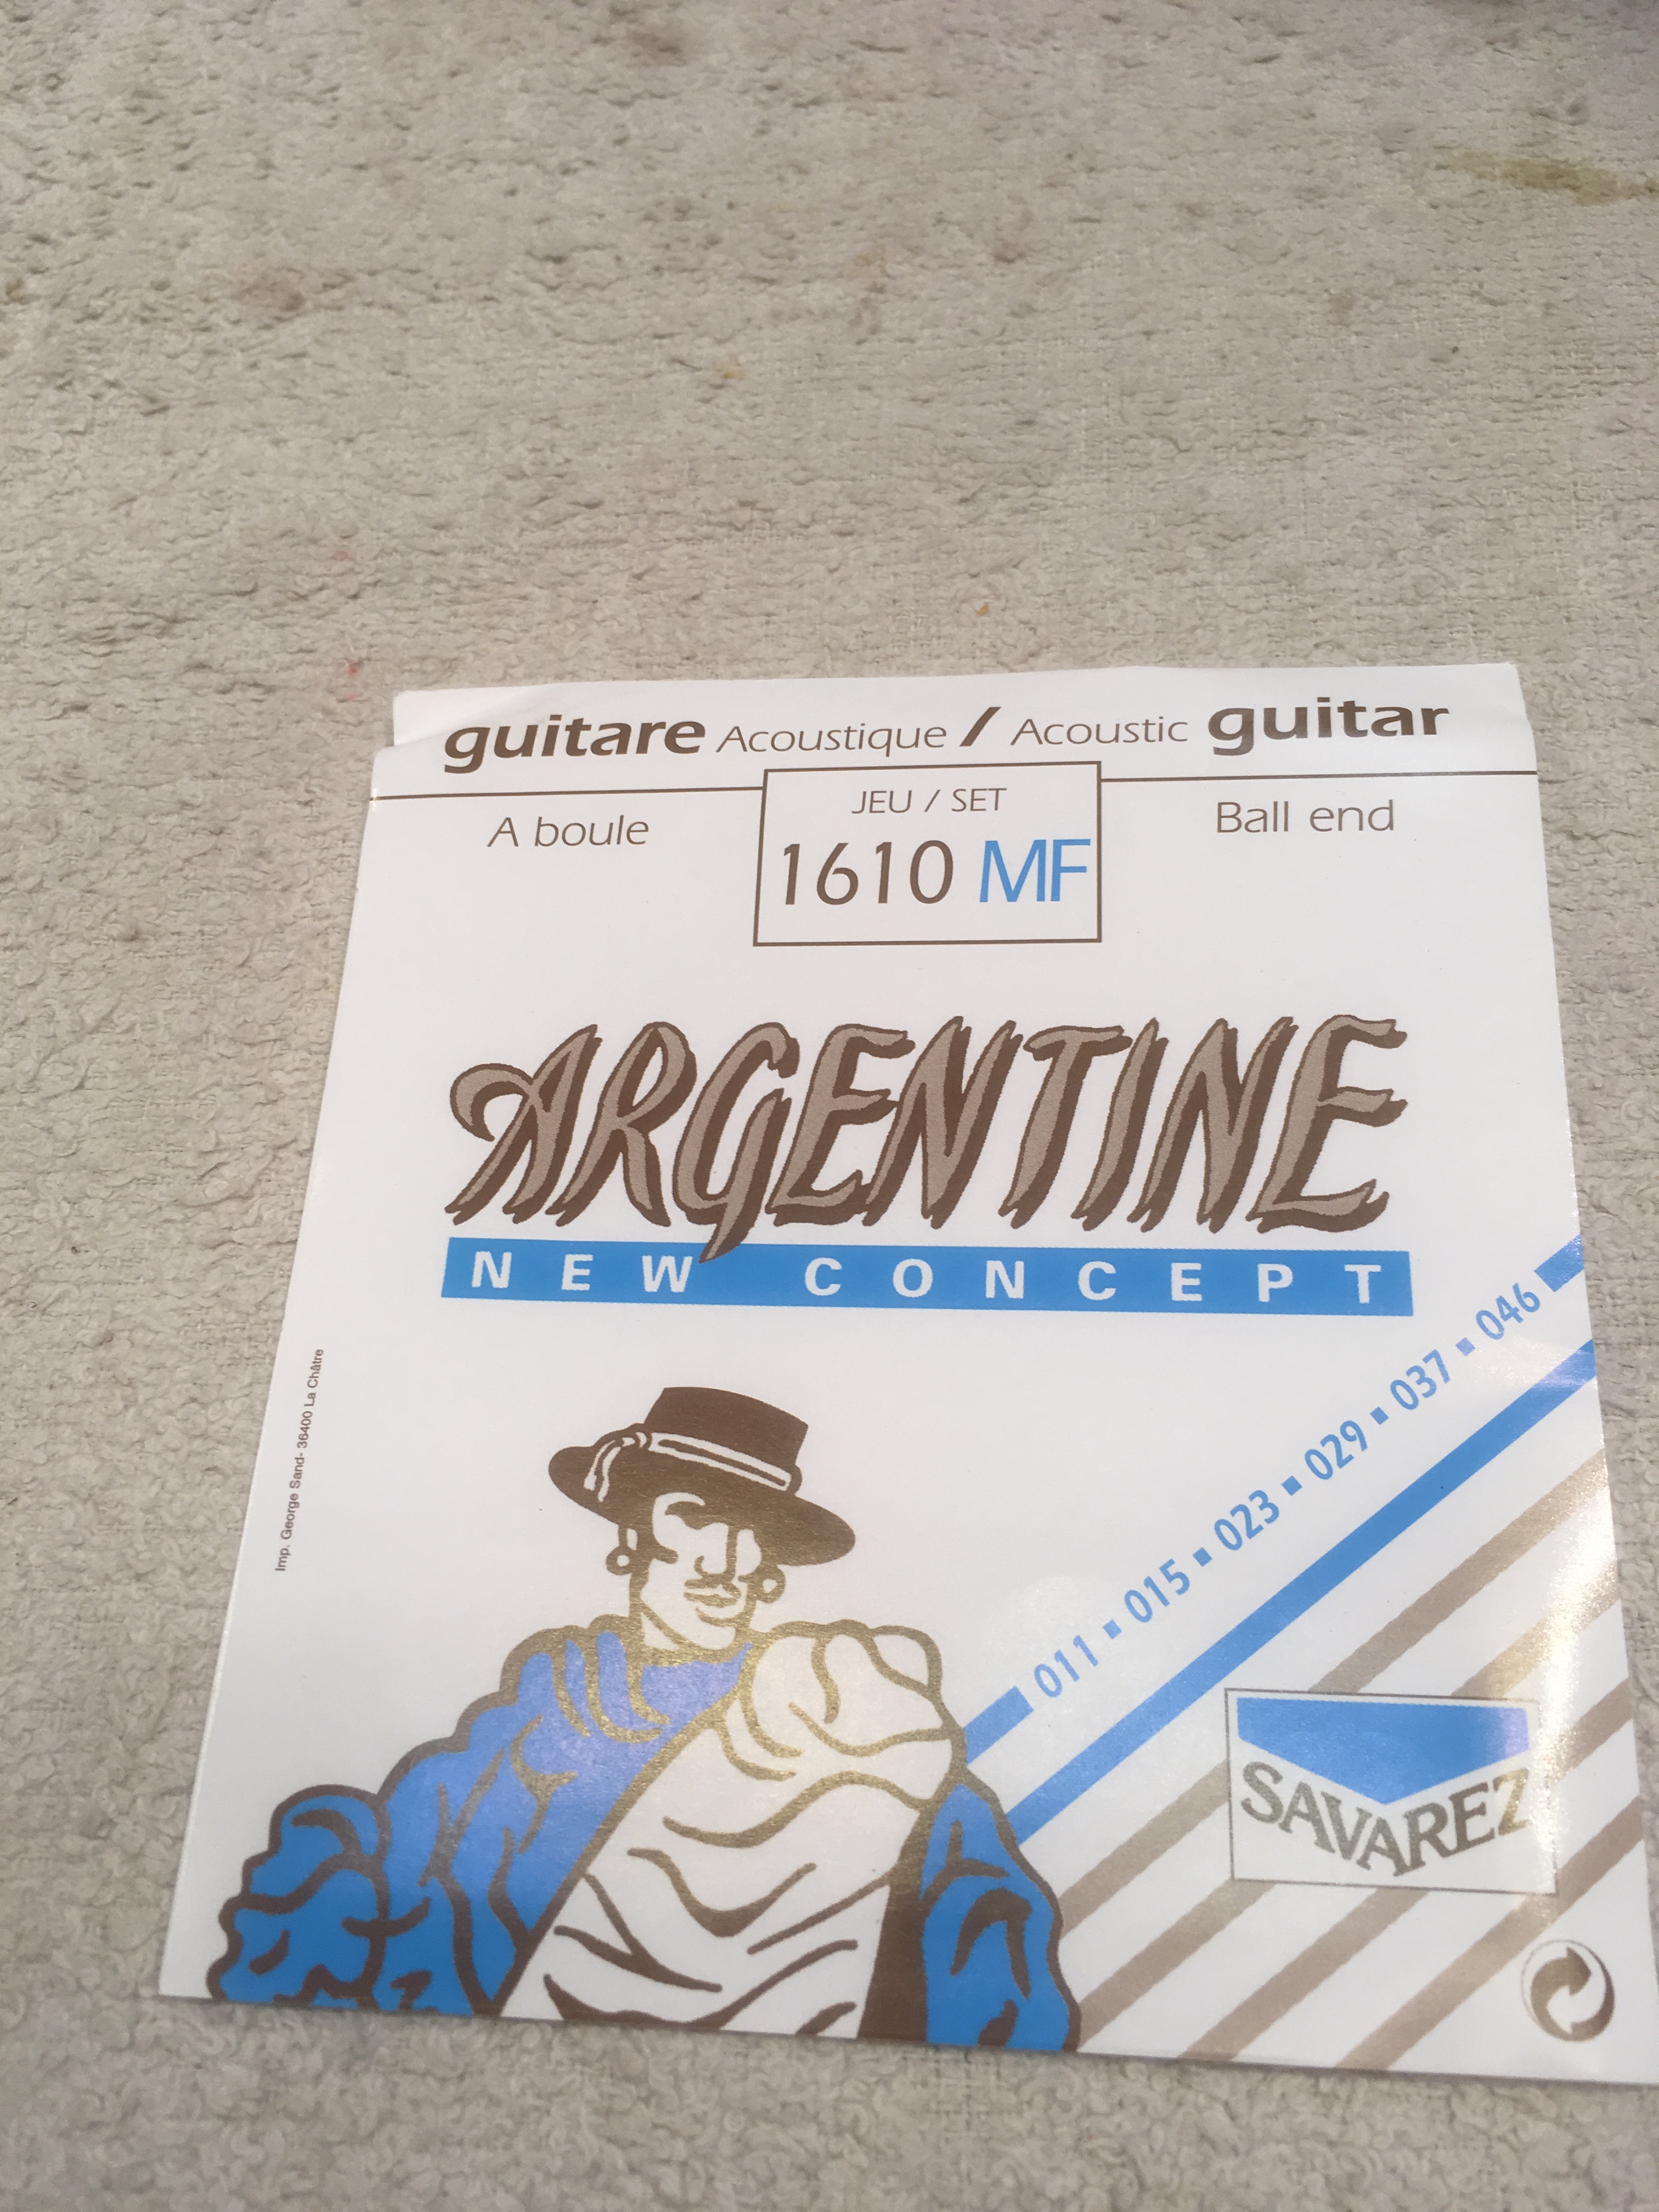 guitare Acoustique / Acoustic guitar
A boule
JEU / SET
1610 MF
Ball end
ARGENTINE
NEW CONCEPT
011 ▪ 015 ▪ 023 ▪ 029 ▪ 037 ▪ 046
Imp. George Sand- 36400 La Châtre
SAVAREZ